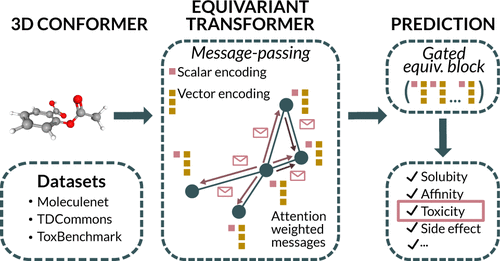 3D CONFORMER
EQUIVARIANT
TRANSFORMER
PREDICTION
Message-passing
Scalar encoding
Vector encoding
Attention
weighted
messages
Gated
equiv. block
( ... )
Datasets
• Moleculenet
• TDCommons
• ToxBenchmark
✓ Solubity
✓ Affinity
✓ Toxicity
✓ Side effect
✓ ...